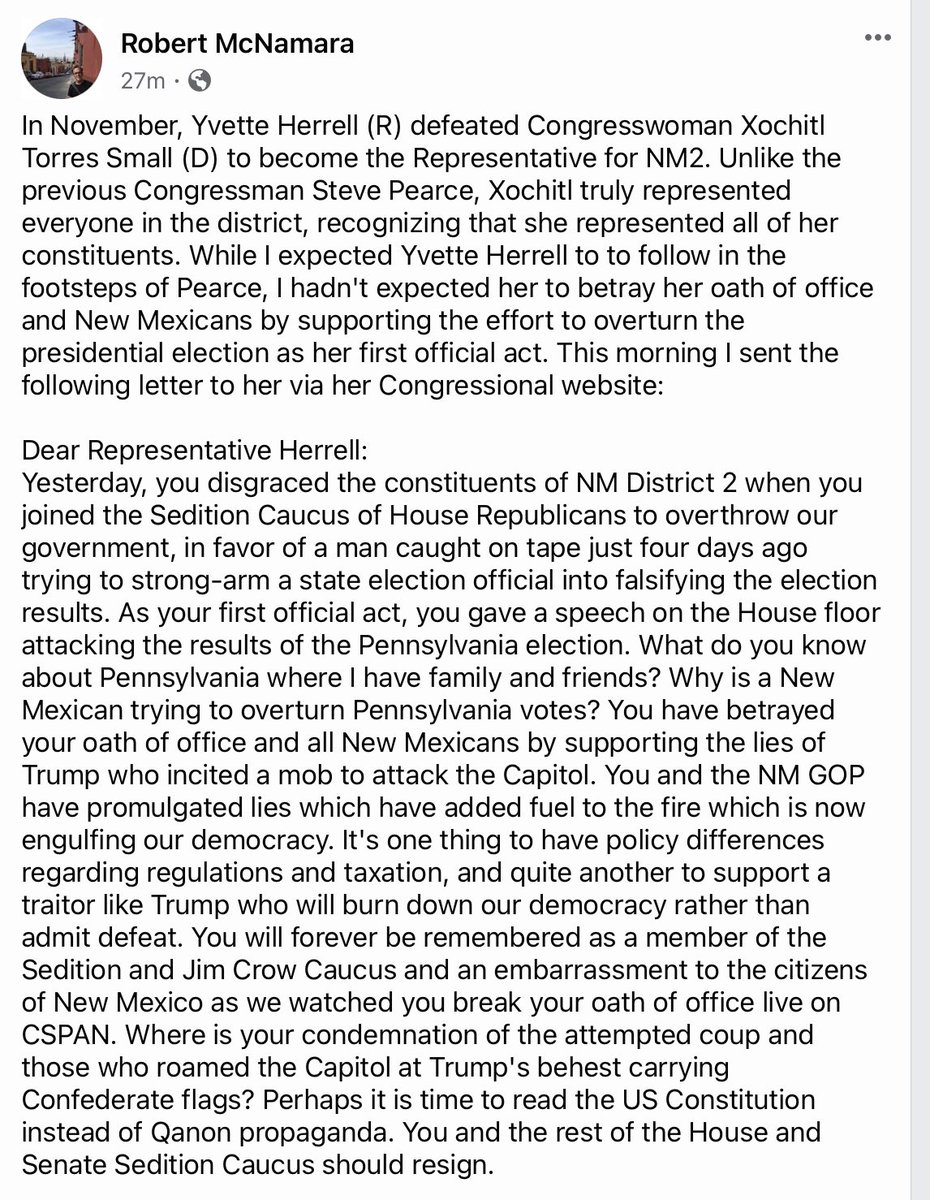 Robert McNamara
27m ·
In November, Yvette Herrell (R) defeated Congresswoman Xochitl
Torres Small (D) to become the Representative for NM2. Unlike the
previous Congressman Steve Pearce, Xochitl truly represented
everyone in the district, recognizing that she represented all of her
constituents. While I expected Yvette Herrell to to follow in the
footsteps of Pearce, I hadn't expected her to betray her oath of office
and New Mexicans by supporting the effort to overturn the
presidential election as her first official act. This morning I sent the
following letter to her via her Congressional website:

Dear Representative Herrell:
Yesterday, you disgraced the constituents of NM District 2 when you
joined the Sedition Caucus of House Republicans to overthrow our
government, in favor of a man caught on tape just four days ago
trying to strong-arm a state election official into falsifying the election
results. As your first official act, you gave a speech on the House floor
attacking the results of the Pennsylvania election. What do you know
about Pennsylvania where I have family and friends? Why is a New
Mexican trying to overturn Pennsylvania votes? You have betrayed
your oath of office and all New Mexicans by supporting the lies of
Trump who incited a mob to attack the Capitol. You and the NM GOP
have promulgated lies which have added fuel to the fire which is now
engulfing our democracy. It's one thing to have policy differences
regarding regulations and taxation, and quite another to support a
traitor like Trump who will burn down our democracy rather than
admit defeat. You will forever be remembered as a member of the
Sedition and Jim Crow Caucus and an embarrassment to the citizens
of New Mexico as we watched you break your oath of office live on
CSPAN. Where is your condemnation of the attempted coup and
those who roamed the Capitol at Trump's behest carrying
Confederate flags? Perhaps it is time to read the US Constitution
instead of Qanon propaganda. You and the rest of the House and
Senate Sedition Caucus should resign.